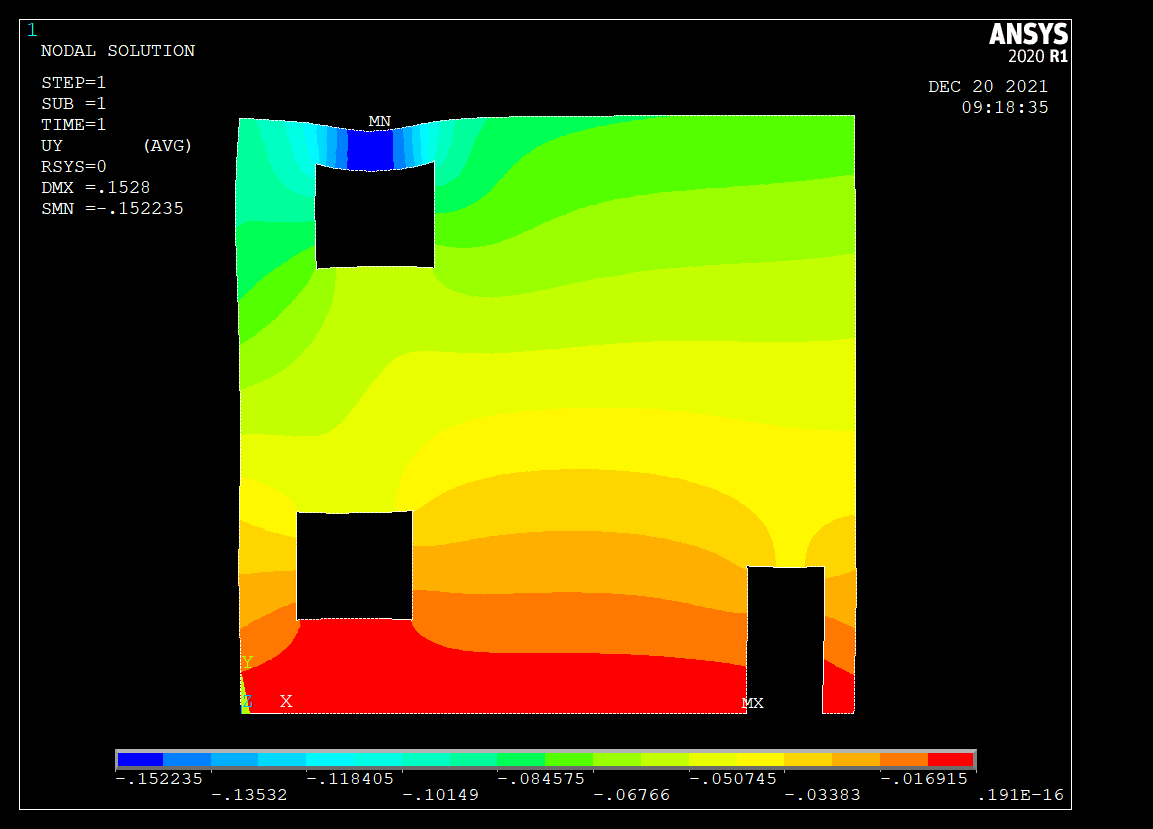 1
NODAL SOLUTION
STEP=1
SUB =1
TIME=1
UY (AVG)
RSYS=0
DMX =.1528
SMN =-.152235
ANSYS
2020 R1
DEC 20 2021
09:18:35
MN
Y
Z X
MX
-.152235 -.118405 -.084575 -.050745 -.016915
-.13532 -.10149 -.06766 -.03383 .191E-16